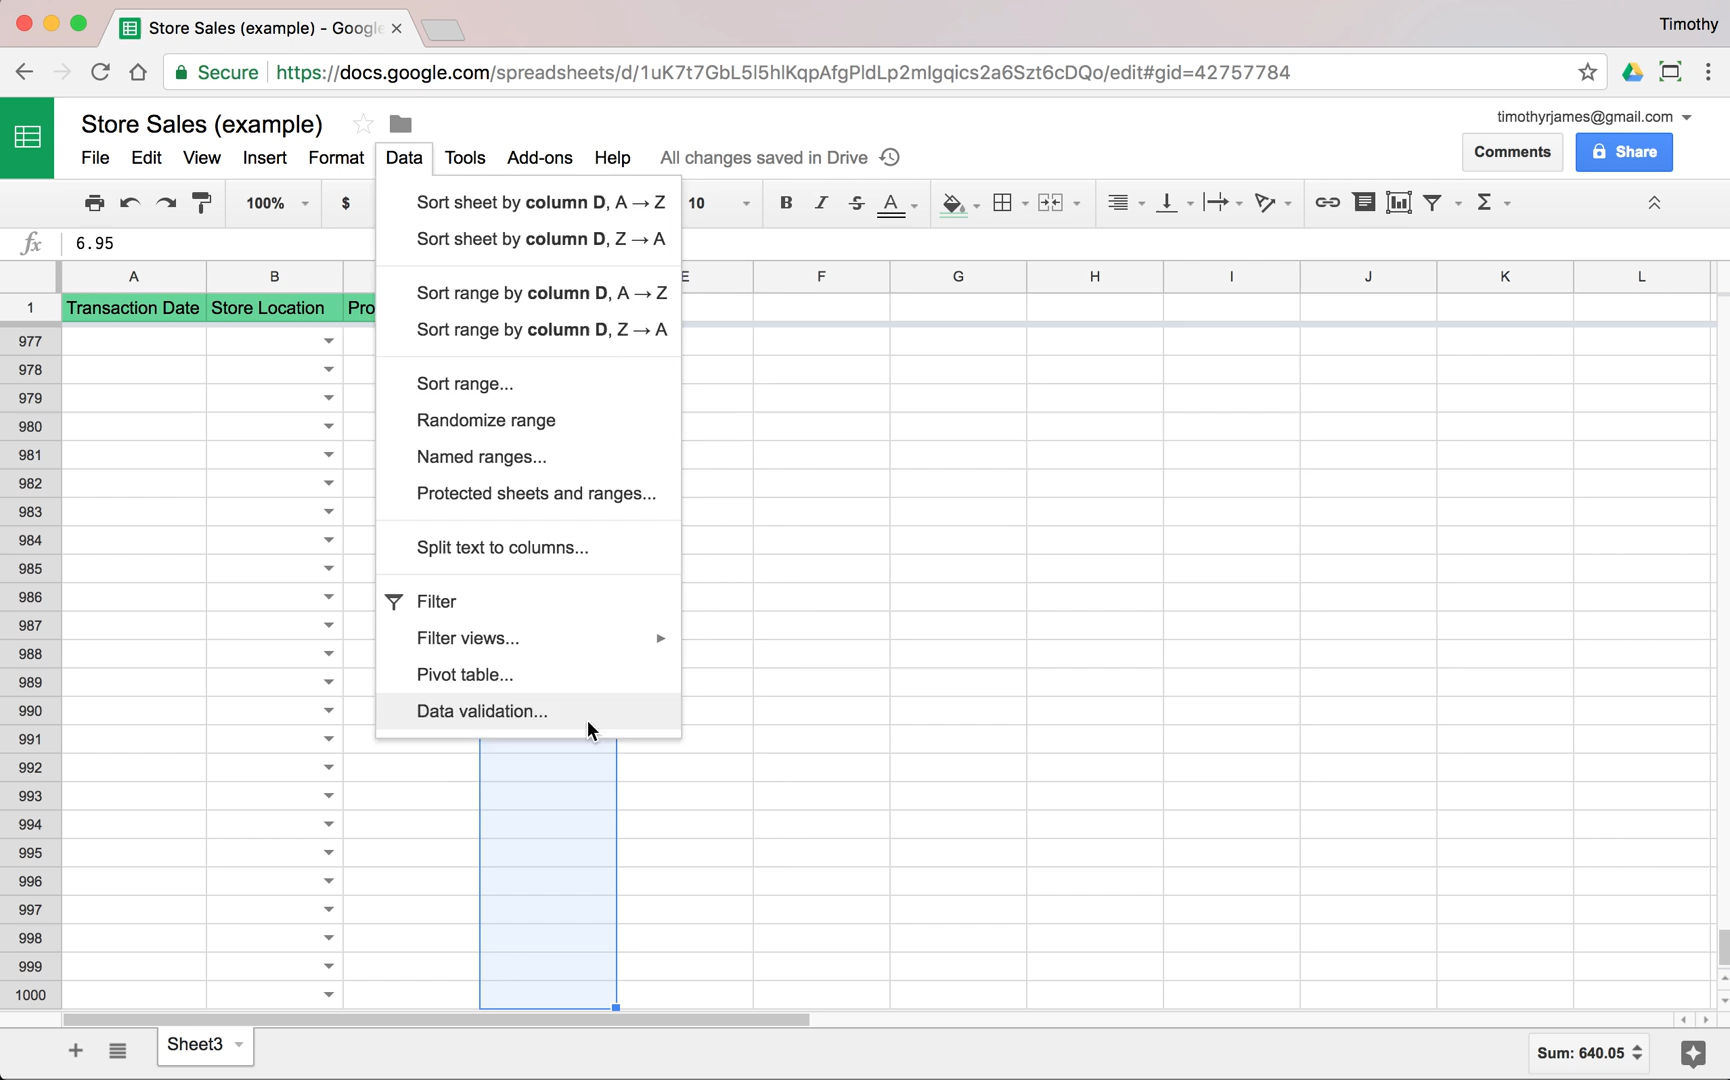 Store Sales (example) - Google
Timothy
Secure
https://docs.google.com/spreadsheets/d/1uK7t7GbL5I5hlKqpAfgPldLp2mlgqics2a6Szt6cDQo/edit#gid=42757784
Store Sales (example)
timothyrjames@gmail.com
File Edit View Insert Format Data Tools Add-ons Help All changes saved in Drive
Comments
Share
100% $ 10 B I S A Σ
fx 6.95
A B E F G H I J K L
1 Transaction Date Store Location Pro
Sort sheet by column D, A → Z
Sort sheet by column D, Z → A
Sort range by column D, A → Z
Sort range by column D, Z → A
Sort range...
Randomize range
Named ranges...
Protected sheets and ranges...
Split text to columns...
Filter
Filter views...
Pivot table...
Data validation...
977
978
979
980
981
982
983
984
985
986
987
988
989
990
991
992
993
994
995
996
997
998
999
1000
Sheet3
Sum: 640.05